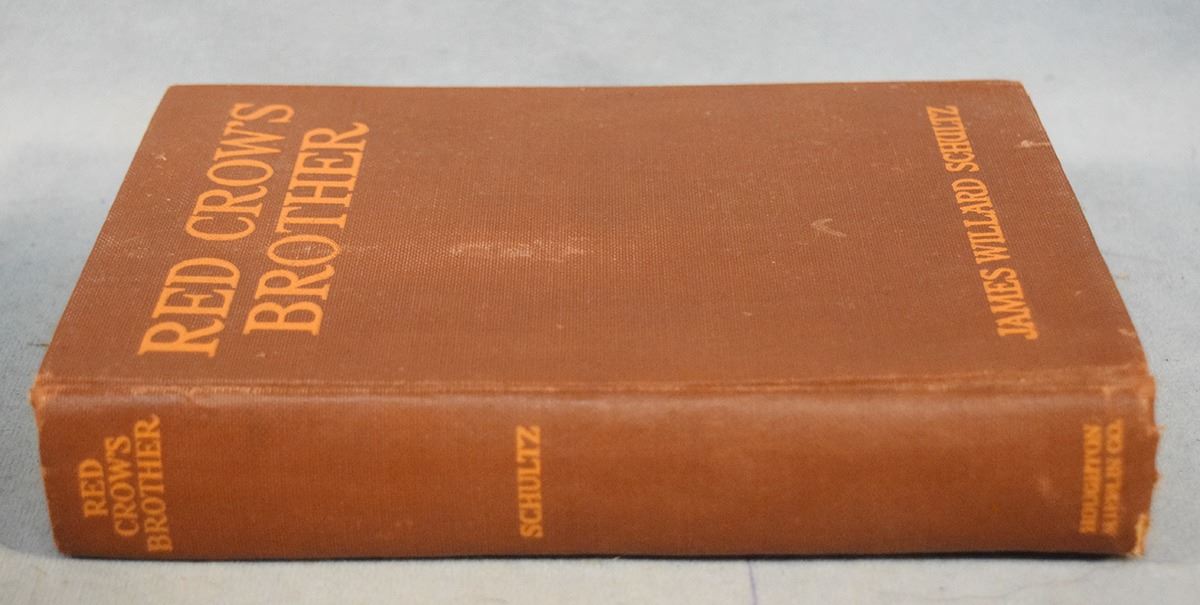 RED CROW'S
BROTHER
JAMES WILLARD SCHULTZ
RED
CROW'S
BROTHER
SCHULTZ
HOUGHTON
MIFFLIN CO.